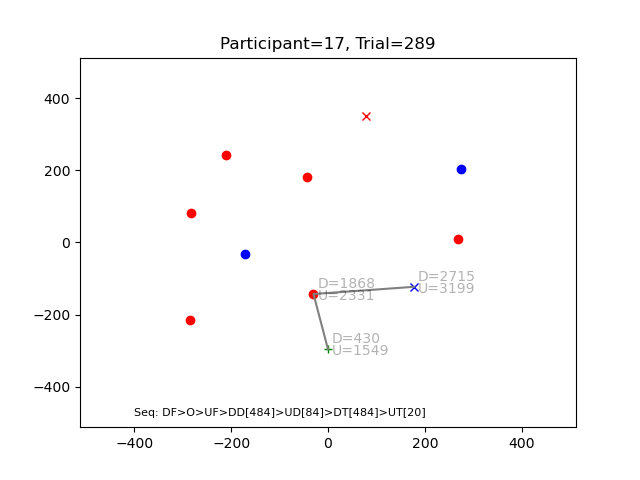 Participant=17, Trial=289
400
200
0
−200
−400
D=1868
U=2331
D=2715
U=3199
D=430
U=1549
Seq: DF>O>UF>DD[484]>UD[84]>DT[484]>UT[20]
−400
−200
0
200
400